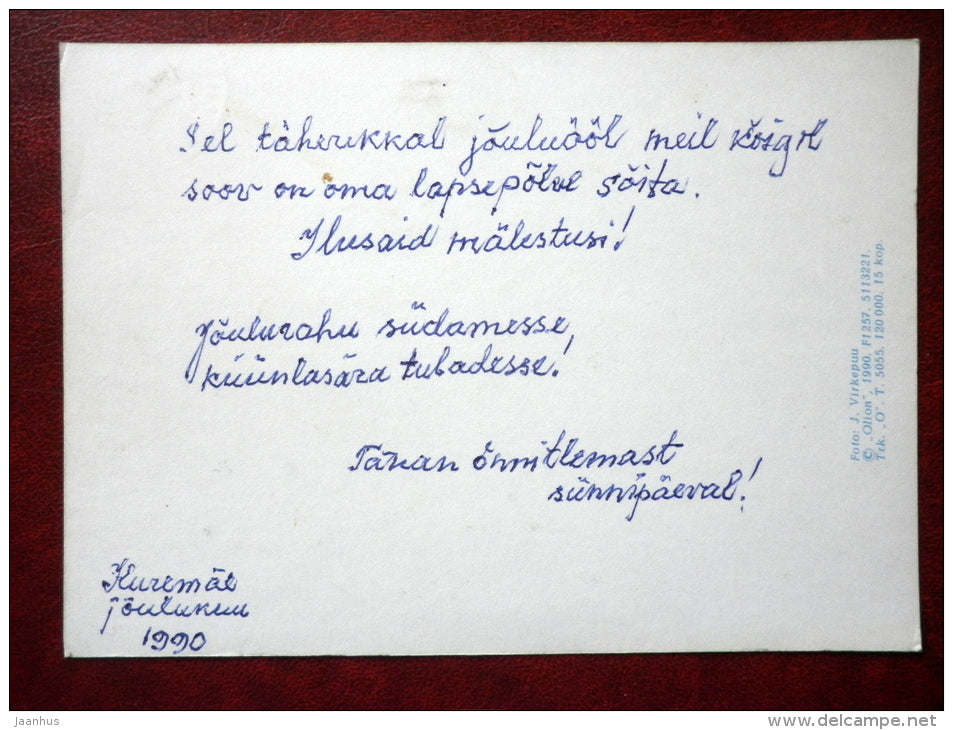 Sel täherikkal jõuluööl meil kõigil
soov on oma lapsepõlve sõita.
Ilusaid mälestusi!
Jõulurahu südamesse,
küünlasära tubadesse!
Tänan õnnitlemast
sünnipäeval!
Kuremäe
jõulukuu
1990
Foto: J. Virkepuu
© „Olion", 1990. F1257. 5113221.
Trk. „O". T. 5055. 120 000. 15 kop.
jaanhus
www.delcampe.net